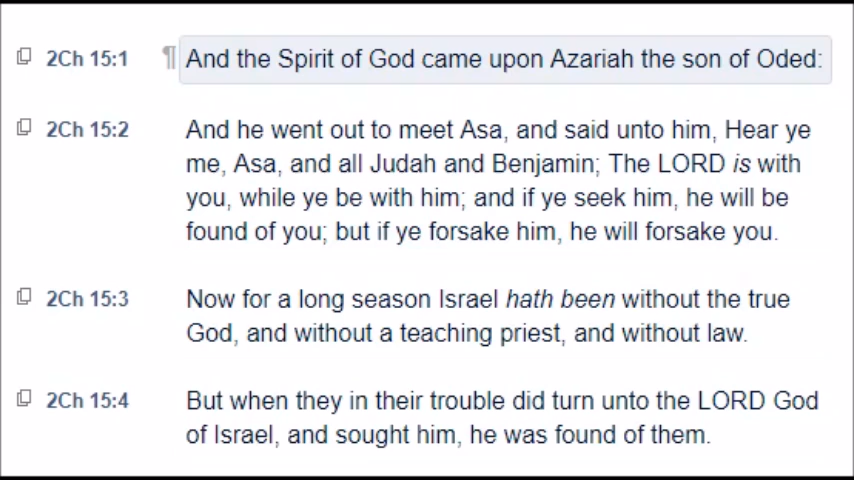 2Ch 15:1 ¶ And the Spirit of God came upon Azariah the son of Oded:
2Ch 15:2 And he went out to meet Asa, and said unto him, Hear ye
me, Asa, and all Judah and Benjamin; The LORD is with
you, while ye be with him; and if ye seek him, he will be
found of you; but if ye forsake him, he will forsake you.
2Ch 15:3 Now for a long season Israel hath been without the true
God, and without a teaching priest, and without law.
2Ch 15:4 But when they in their trouble did turn unto the LORD God
of Israel, and sought him, he was found of them.